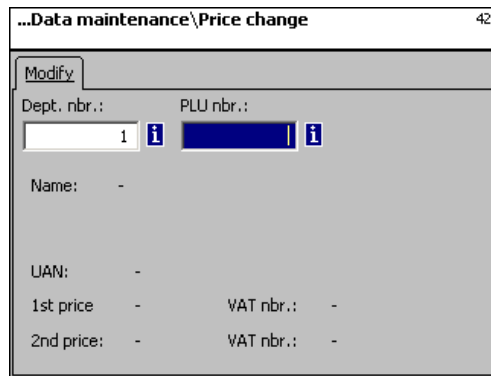 ...Data maintenance\Price change 42
Modify
Dept. nbr.: PLU nbr.:
1 i i
Name: -
UAN: -
1st price - VAT nbr.: -
2nd price: - VAT nbr.: -